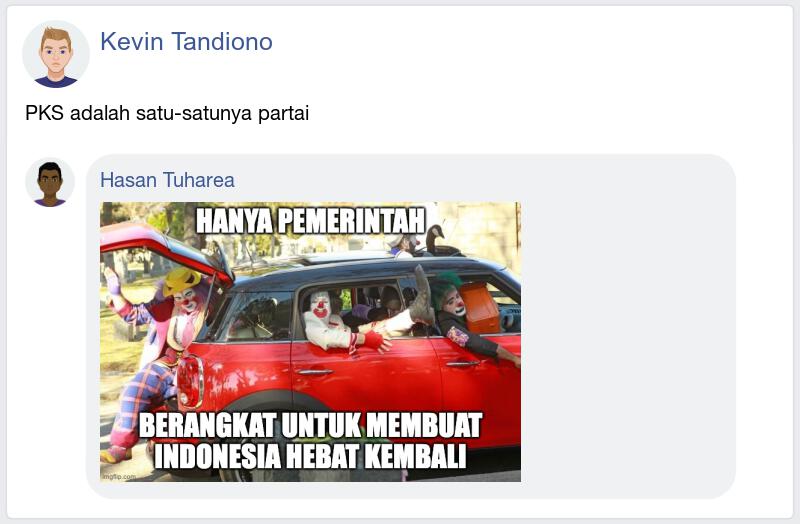 Kevin Tandiono
PKS adalah satu-satunya partai
Hasan Tuharea
HANYA PEMERINTAH
BERANGKAT UNTUK MEMBUAT
INDONESIA HEBAT KEMBALI
imgflip.com